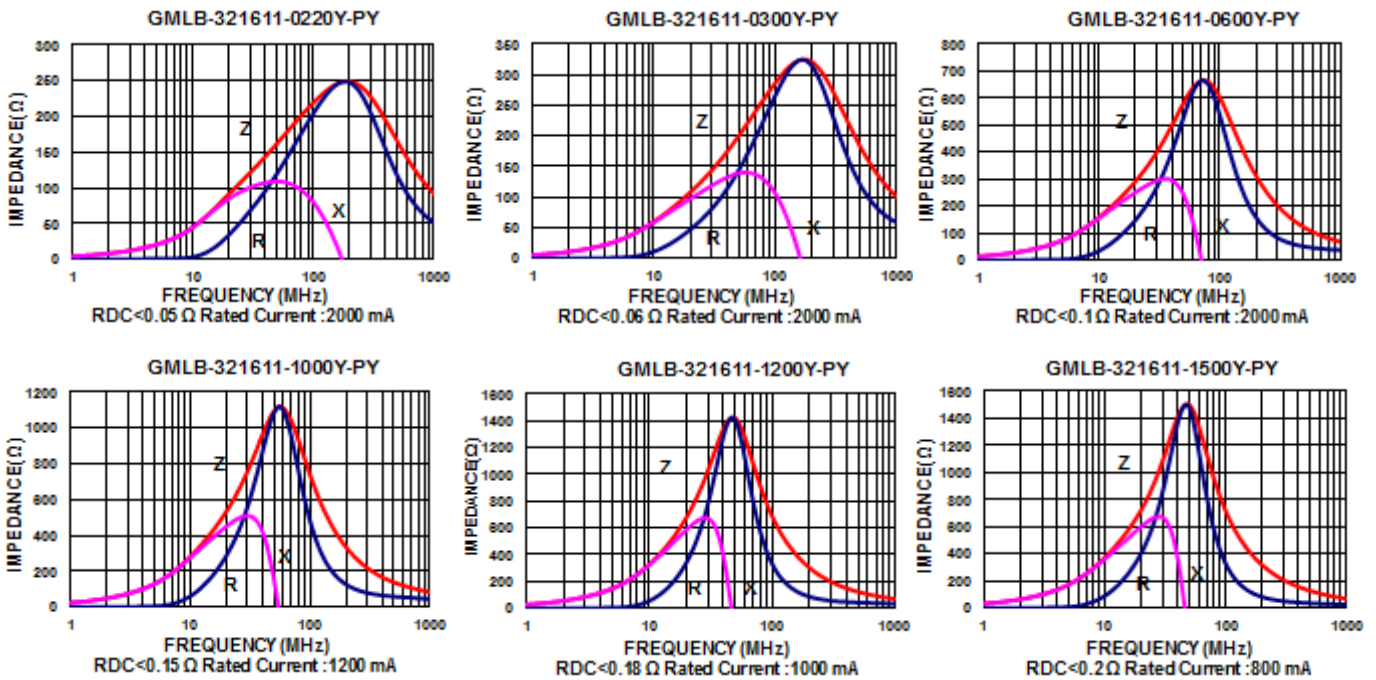 GMLB-321611-0220Y-PY
IMPEDANCE(Ω)
300
250
200
150
100
50
0
Z
X
R
1 10 100 1000
FREQUENCY (MHz)
RDC<0.05 Ω Rated Current :2000 mA
GMLB-321611-0300Y-PY
IMPEDANCE(Ω)
350
300
250
200
150
100
50
0
Z
R
X
1 10 100 1000
FREQUENCY (MHz)
RDC<0.06 Ω Rated Current :2000 mA
GMLB-321611-0600Y-PY
IMPEDANCE(Ω)
800
700
600
500
400
300
200
100
0
Z
R
X
1 10 100 1000
FREQUENCY (MHz)
RDC<0.1Ω Rated Current :2000 mA
GMLB-321611-1000Y-PY
IMPEDANCE(Ω)
1200
1000
800
600
400
200
0
Z
X
R
1 10 100 1000
FREQUENCY (MHz)
RDC<0.15 Ω Rated Current :1200 mA
GMLB-321611-1200Y-PY
IMPEDANCE(Ω)
1600
1400
1200
1000
800
600
400
200
0
Z
R
X
1 10 100 1000
FREQUENCY (MHz)
RDC<0.18 Ω Rated Current :1000 mA
GMLB-321611-1500Y-PY
IMPEDANCE(Ω)
1600
1400
1200
1000
800
600
400
200
0
Z
X
R
1 10 100 1000
FREQUENCY (MHz)
RDC<0.2Ω Rated Current :800 mA